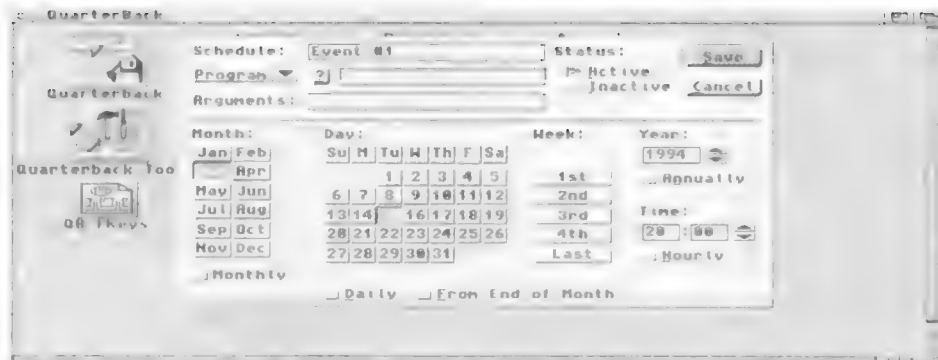 QuarterBack
Schedule: Event #1 Status:
Program ? Active Save
Inactive Cancel
Quarterback
Arguments:
Month: Day: Week: Year:
Jan Feb Su M Tu W Th F Sa 1994
Apr 1 2 3 4 5 1st Annually
Quarterback Too
May Jun 6 7 8 9 10 11 12 2nd
Jul Aug 13 14 16 17 18 19 3rd Time:
QB Fkeys
Sep Oct 20 21 22 23 24 25 26 4th 20 : 00
Nov Dec 27 28 29 30 31 Last Hourly
Monthly
Daily From End of Month